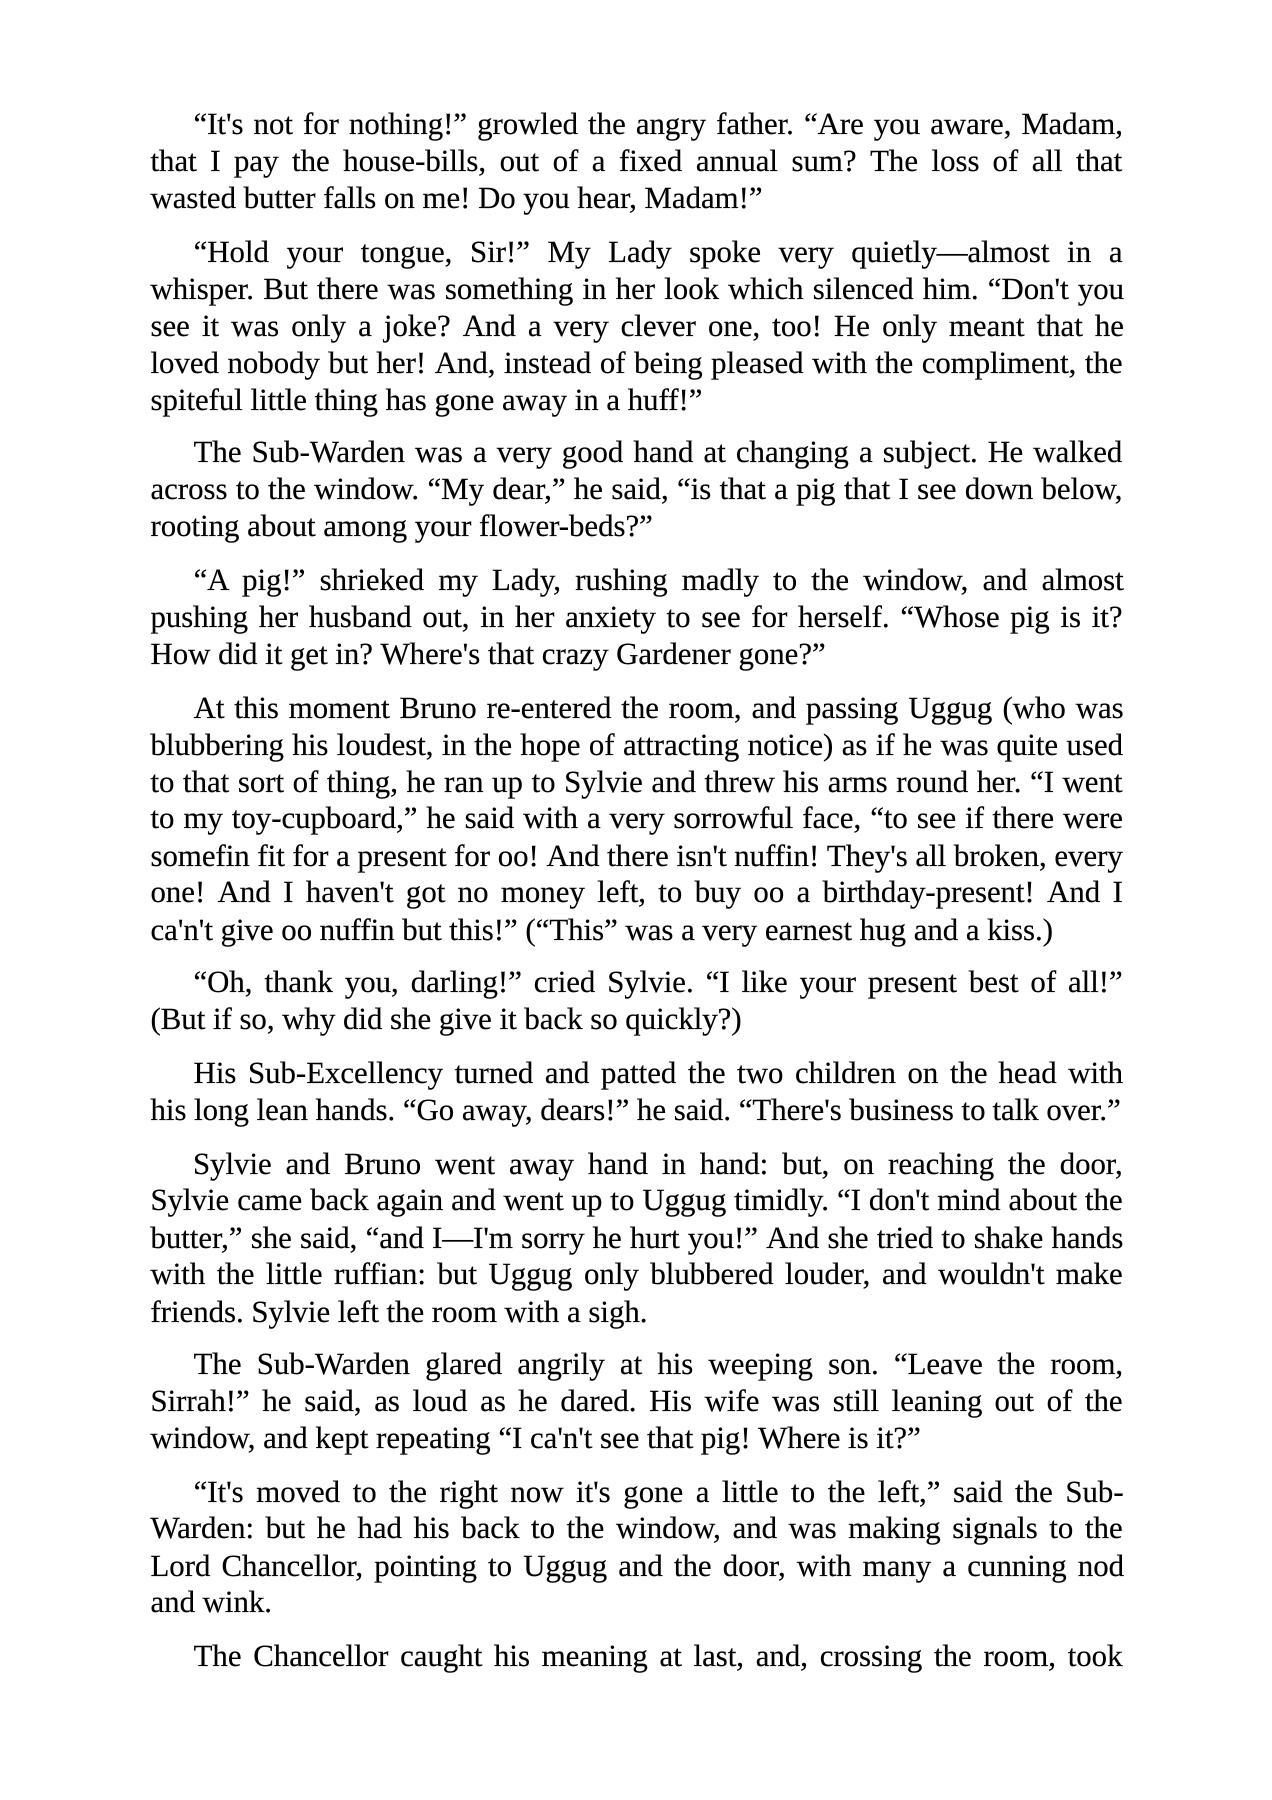 “It's not for nothing!” growled the angry father. “Are you aware, Madam,
that I pay the house-bills, out of a fixed annual sum? The loss of all that
wasted butter falls on me! Do you hear, Madam!”
“Hold your tongue, Sir!” My Lady spoke very quietly—almost in a
whisper. But there was something in her look which silenced him. “Don't you
see it was only a joke? And a very clever one, too! He only meant that he
loved nobody but her! And, instead of being pleased with the compliment, the
spiteful little thing has gone away in a huff!”
The Sub-Warden was a very good hand at changing a subject. He walked
across to the window. “My dear,” he said, “is that a pig that I see down below,
rooting about among your flower-beds?”
“A pig!” shrieked my Lady, rushing madly to the window, and almost
pushing her husband out, in her anxiety to see for herself. “Whose pig is it?
How did it get in? Where's that crazy Gardener gone?”
At this moment Bruno re-entered the room, and passing Uggug (who was
blubbering his loudest, in the hope of attracting notice) as if he was quite used
to that sort of thing, he ran up to Sylvie and threw his arms round her. “I went
to my toy-cupboard,” he said with a very sorrowful face, “to see if there were
somefin fit for a present for oo! And there isn't nuffin! They's all broken, every
one! And I haven't got no money left, to buy oo a birthday-present! And I
ca'n't give oo nuffin but this!” (“This” was a very earnest hug and a kiss.)
“Oh, thank you, darling!” cried Sylvie. “I like your present best of all!”
(But if so, why did she give it back so quickly?)
His Sub-Excellency turned and patted the two children on the head with
his long lean hands. “Go away, dears!” he said. “There's business to talk over.”
Sylvie and Bruno went away hand in hand: but, on reaching the door,
Sylvie came back again and went up to Uggug timidly. “I don't mind about the
butter,” she said, “and I—I'm sorry he hurt you!” And she tried to shake hands
with the little ruffian: but Uggug only blubbered louder, and wouldn't make
friends. Sylvie left the room with a sigh.
The Sub-Warden glared angrily at his weeping son. “Leave the room,
Sirrah!” he said, as loud as he dared. His wife was still leaning out of the
window, and kept repeating “I ca'n't see that pig! Where is it?”
“It's moved to the right now it's gone a little to the left,” said the Sub-
Warden: but he had his back to the window, and was making signals to the
Lord Chancellor, pointing to Uggug and the door, with many a cunning nod
and wink.
The Chancellor caught his meaning at last, and, crossing the room, took